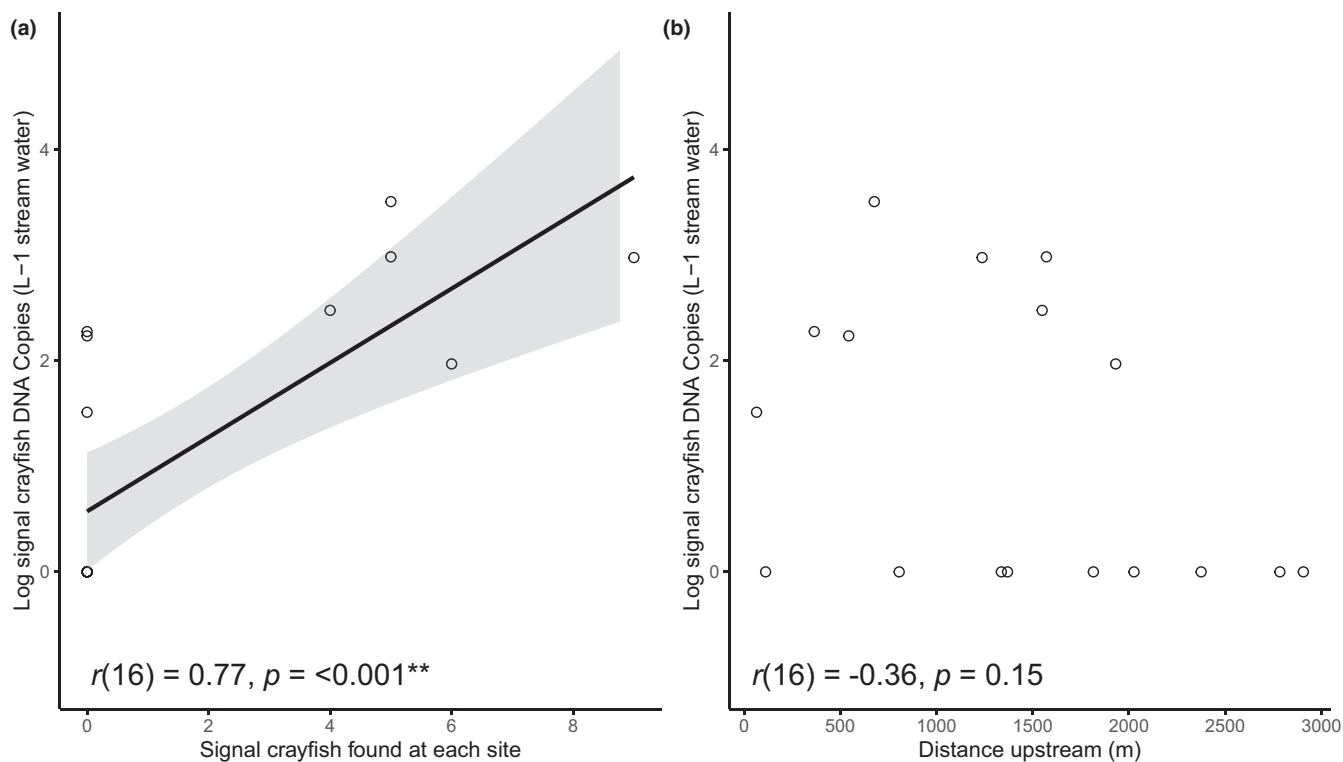 (a)
Log signal crayfish DNA Copies (L−1 stream water)
4
2
0
r(16) = 0.77, p = <0.001**
0 2 4 6 8
Signal crayfish found at each site
(b)
Log signal crayfish DNA Copies (L−1 stream water)
4
2
0
r(16) = -0.36, p = 0.15
0 500 1000 1500 2000 2500 3000
Distance upstream (m)